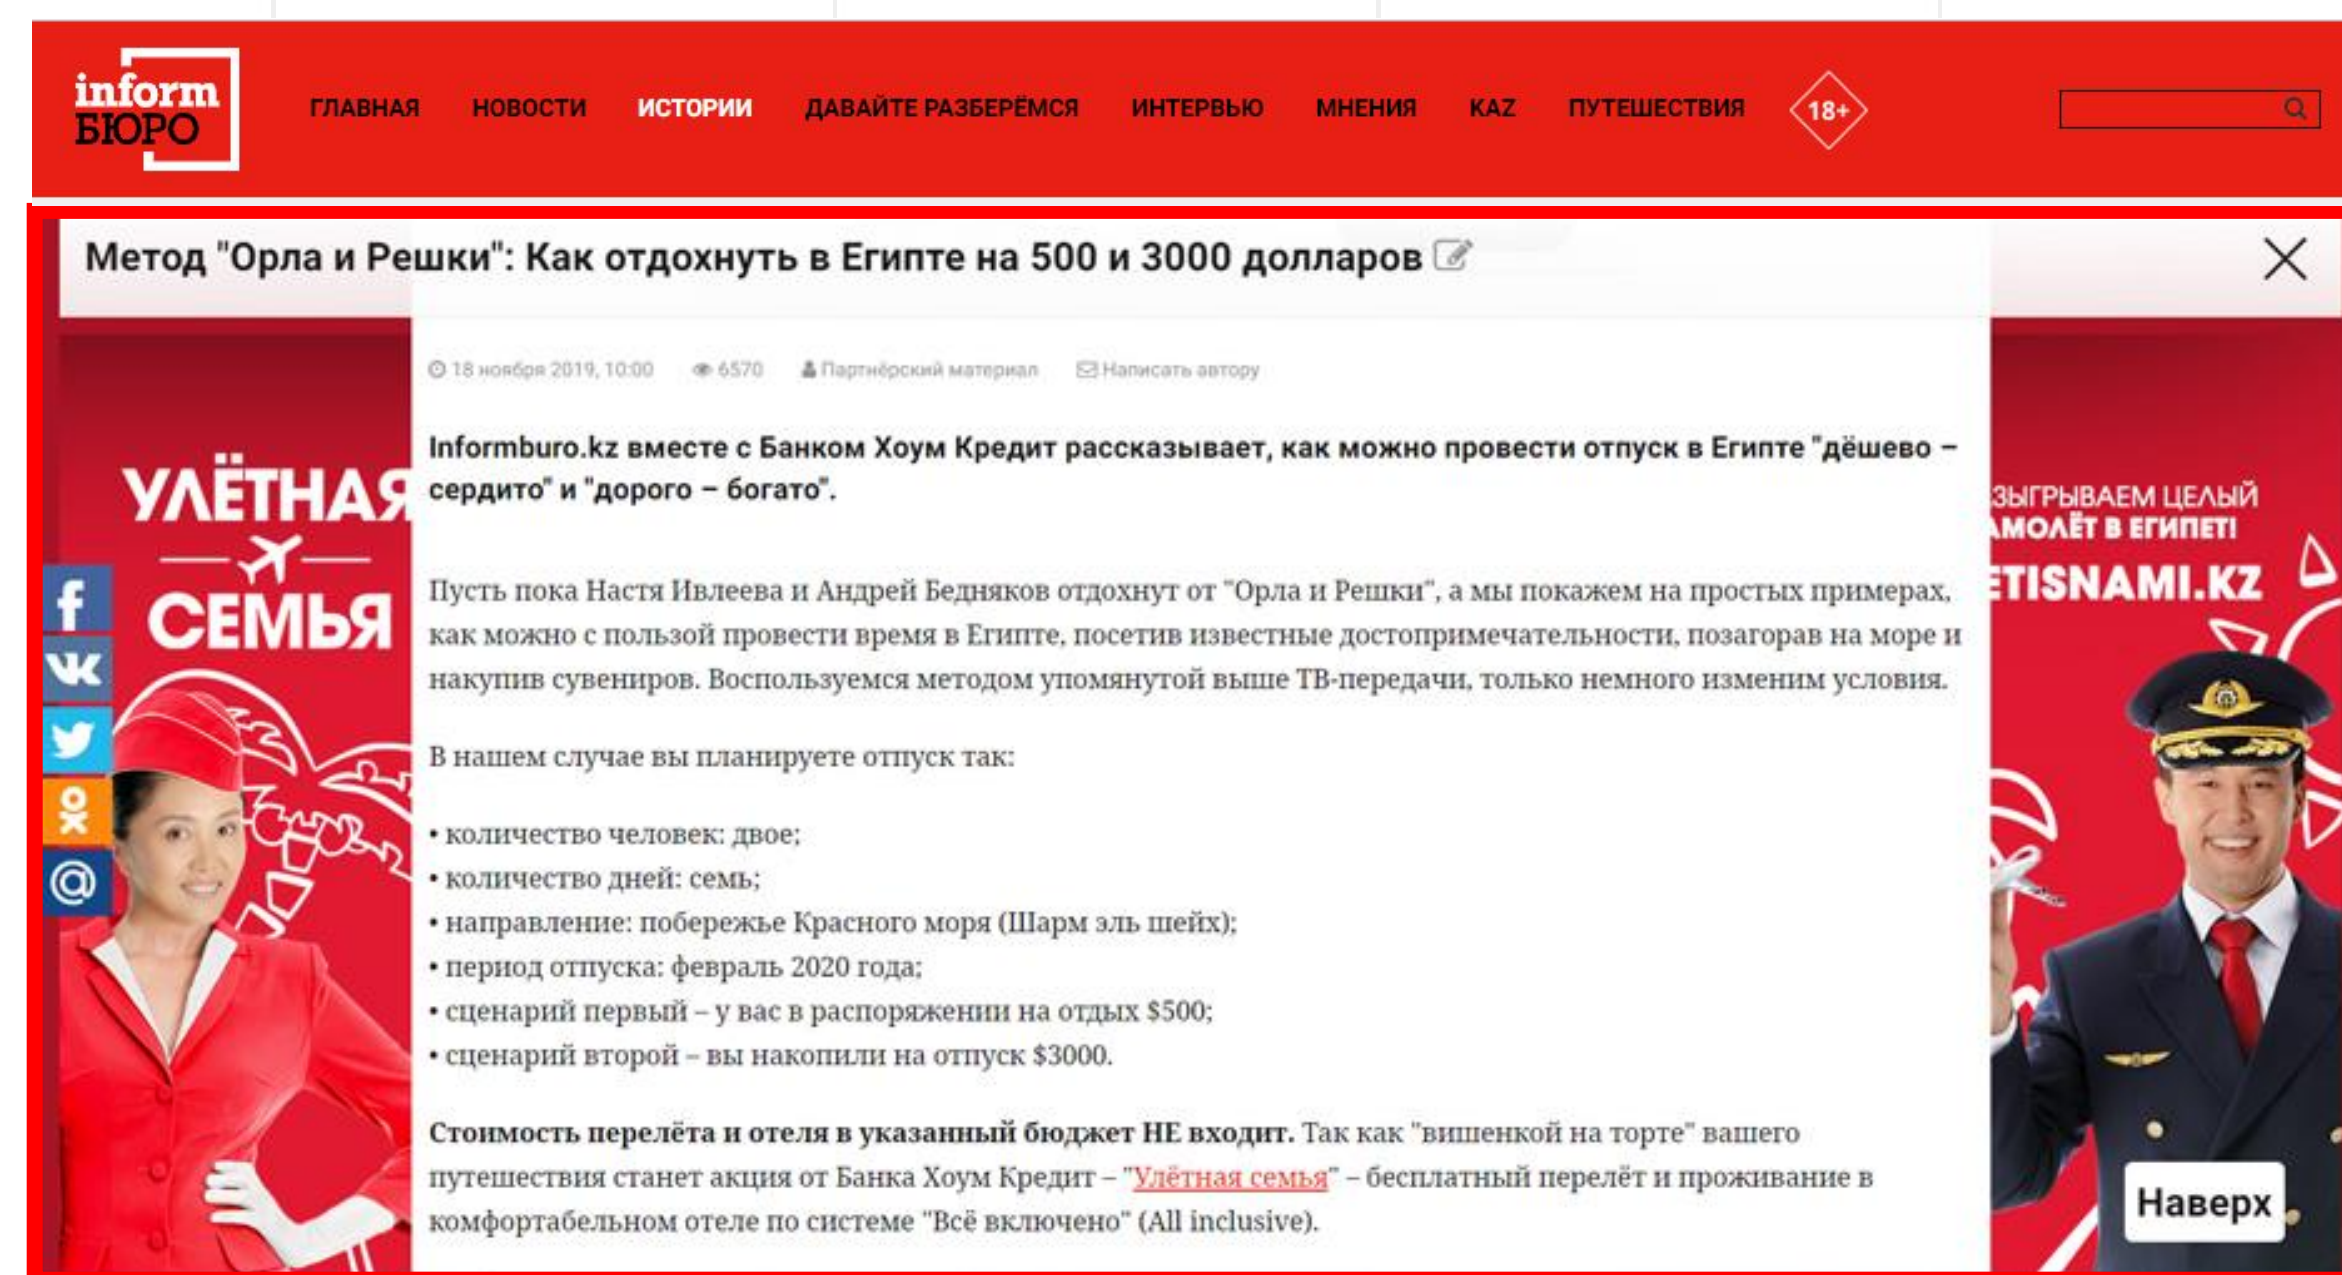 inform
БЮРО
ГЛАВНАЯ НОВОСТИ ИСТОРИИ ДАВАЙТЕ РАЗБЕРЁМСЯ ИНТЕРВЬЮ МНЕНИЯ KAZ ПУТЕШЕСТВИЯ 18+
Метод "Орла и Решки": Как отдохнуть в Египте на 500 и 3000 долларов
18 ноября 2019, 10:00 6570 Партнёрский материал Написать автору
Informburo.kz вместе с Банком Хоум Кредит рассказывает, как можно провести отпуск в Египте "дёшево –
сердито" и "дорого – богато".
Пусть пока Настя Ивлеева и Андрей Бедняков отдохнут от "Орла и Решки", а мы покажем на простых примерах,
как можно с пользой провести время в Египте, посетив известные достопримечательности, позагорав на море и
накупив сувениров. Воспользуемся методом упомянутой выше ТВ-передачи, только немного изменим условия.
В нашем случае вы планируете отпуск так:
• количество человек: двое;
• количество дней: семь;
• направление: побережье Красного моря (Шарм эль шейх);
• период отпуска: февраль 2020 года;
• сценарий первый – у вас в распоряжении на отдых $500;
• сценарий второй – вы накопили на отпуск $3000.
Стоимость перелёта и отеля в указанный бюджет НЕ входит. Так как "вишенкой на торте" вашего
путешествия станет акция от Банка Хоум Кредит – "Улётная семья" – бесплатный перелёт и проживание в
комфортабельном отеле по системе "Всё включено" (All inclusive).
УЛЁТНАЯ
СЕМЬЯ
ЗЫГРЫВАЕМ ЦЕЛЫЙ
АМОЛЁТ В ЕГИПЕТ!
ETISNAMI.KZ
Наверх